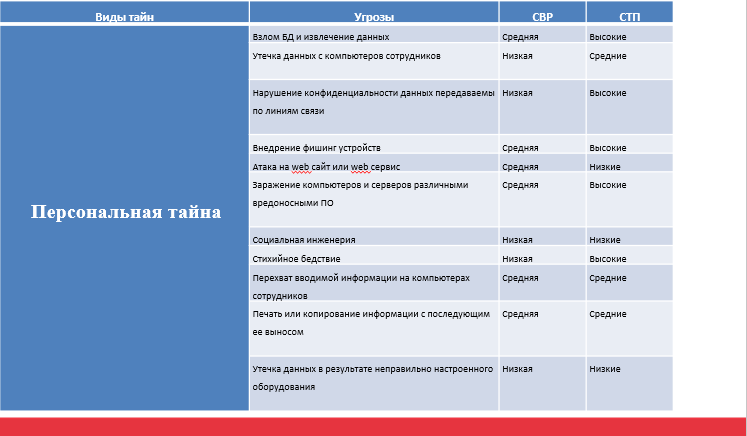 Виды тайн Угрозы СВР СТП
Персональная тайна
Взлом БД и извлечение данных Средняя Высокие
Утечка данных с компьютеров сотрудников Низкая Средние
Нарушение конфиденциальности данных передаваемы Низкая Высокие
по линиям связи
Внедрение фишинг устройств Средняя Высокие
Атака на web сайт или web сервис Средняя Низкие
Заражение компьютеров и серверов различными Средняя Высокие
вредоносными ПО
Социальная инженерия Низкая Низкие
Стихийное бедствие Низкая Высокие
Перехват вводимой информации на компьютерах Средняя Средние
сотрудников
Печать или копирование информации с последующим Средняя Средние
ее выносом
Утечка данных в результате неправильно настроенного Низкая Низкие
оборудования